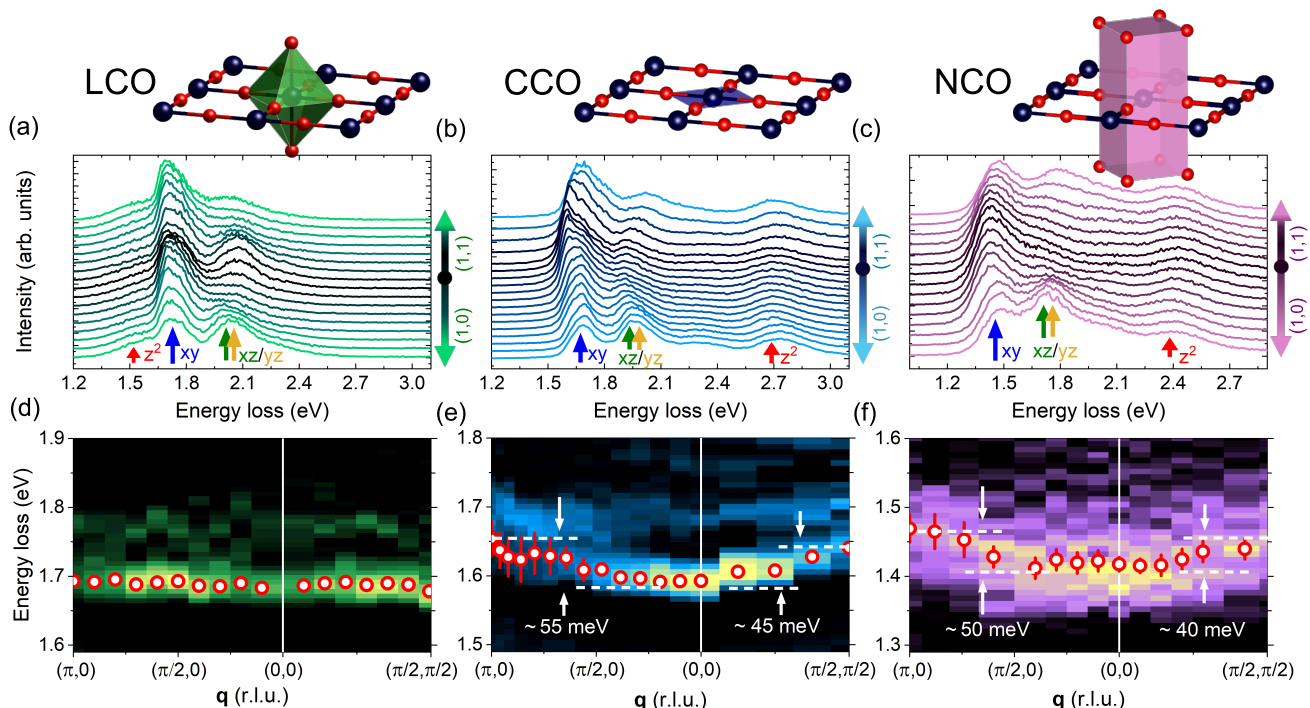 LCO
CCO
NCO
(a)
(b)
(c)
Intensity (arb. units)
z² xy xz/yz
(1,1)
(1,0)
1.2 1.5 1.8 2.1 2.4 2.7 3.0
Energy loss (eV)
xy xz/yz z²
(1,1)
(1,0)
1.2 1.5 1.8 2.1 2.4 2.7 3.0
Energy loss (eV)
xy xz/yz z²
(1,1)
(1,0)
1.2 1.5 1.8 2.1 2.4 2.7
Energy loss (eV)
(d)
(e)
(f)
Energy loss (eV)
1.9
1.8
1.7
1.6
(π,0) (π/2,0) (0,0) (π/2,π/2)
q (r.l.u.)
1.8
1.7
1.6
1.5
~ 55 meV
~ 45 meV
(π,0) (π/2,0) (0,0) (π/2,π/2)
q (r.l.u.)
1.6
1.5
1.4
1.3
~ 50 meV
~ 40 meV
(π,0) (π/2,0) (0,0) (π/2,π/2)
q (r.l.u.)